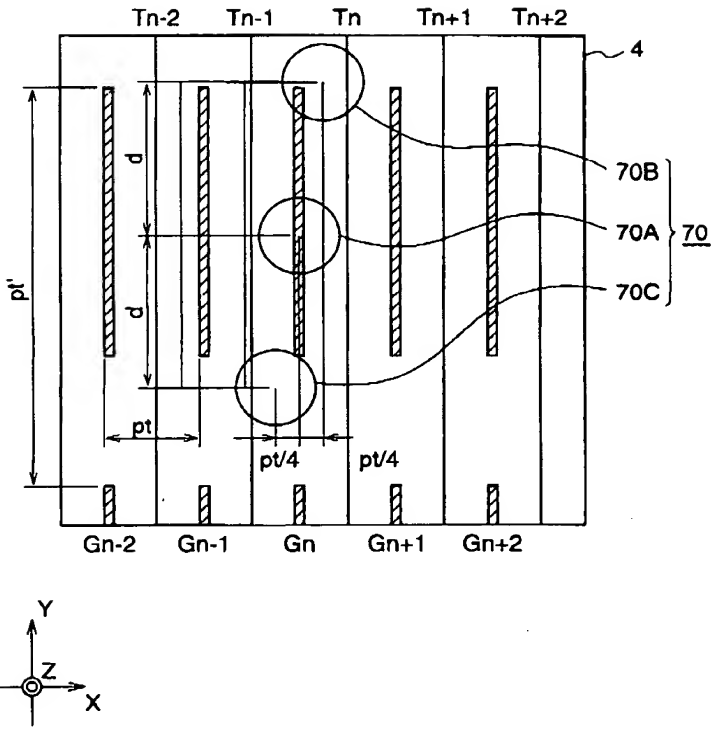 Tn-2 Tn-1 Tn Tn+1 Tn+2
4
d
70B
70A 70
pt'
d
70C
pt
pt/4 pt/4
Gn-2 Gn-1 Gn Gn+1 Gn+2
Y
Z
X